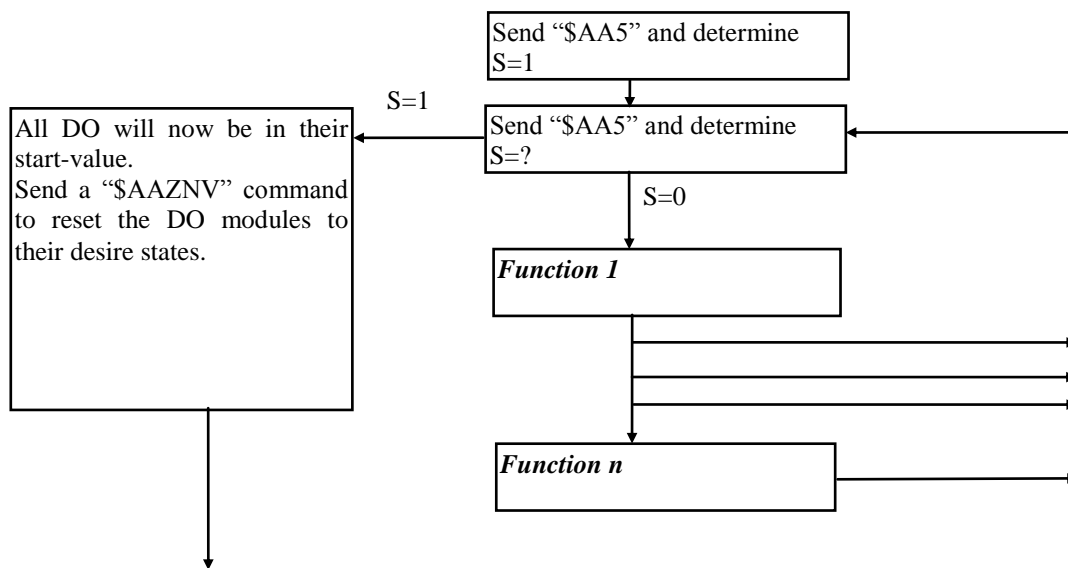 Send “$AA5” and determine
S=1
S=1
All DO will now be in their
start-value.
Send a “$AAZNV” command
to reset the DO modules to
their desire states.
Send “$AA5” and determine
S=?
S=0
Function 1
Function n